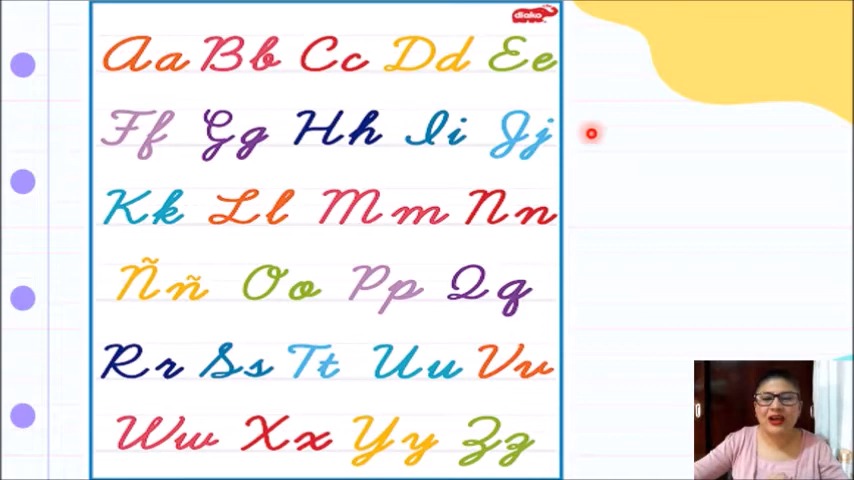 diako
Aa Bb Cc Dd Ee
Ff Gg Hh Ii Jj
Kk Ll Mm Nn
Ññ Oo Pp Qq
Rr Ss Tt Uu Vv
Ww Xx Yy Zz